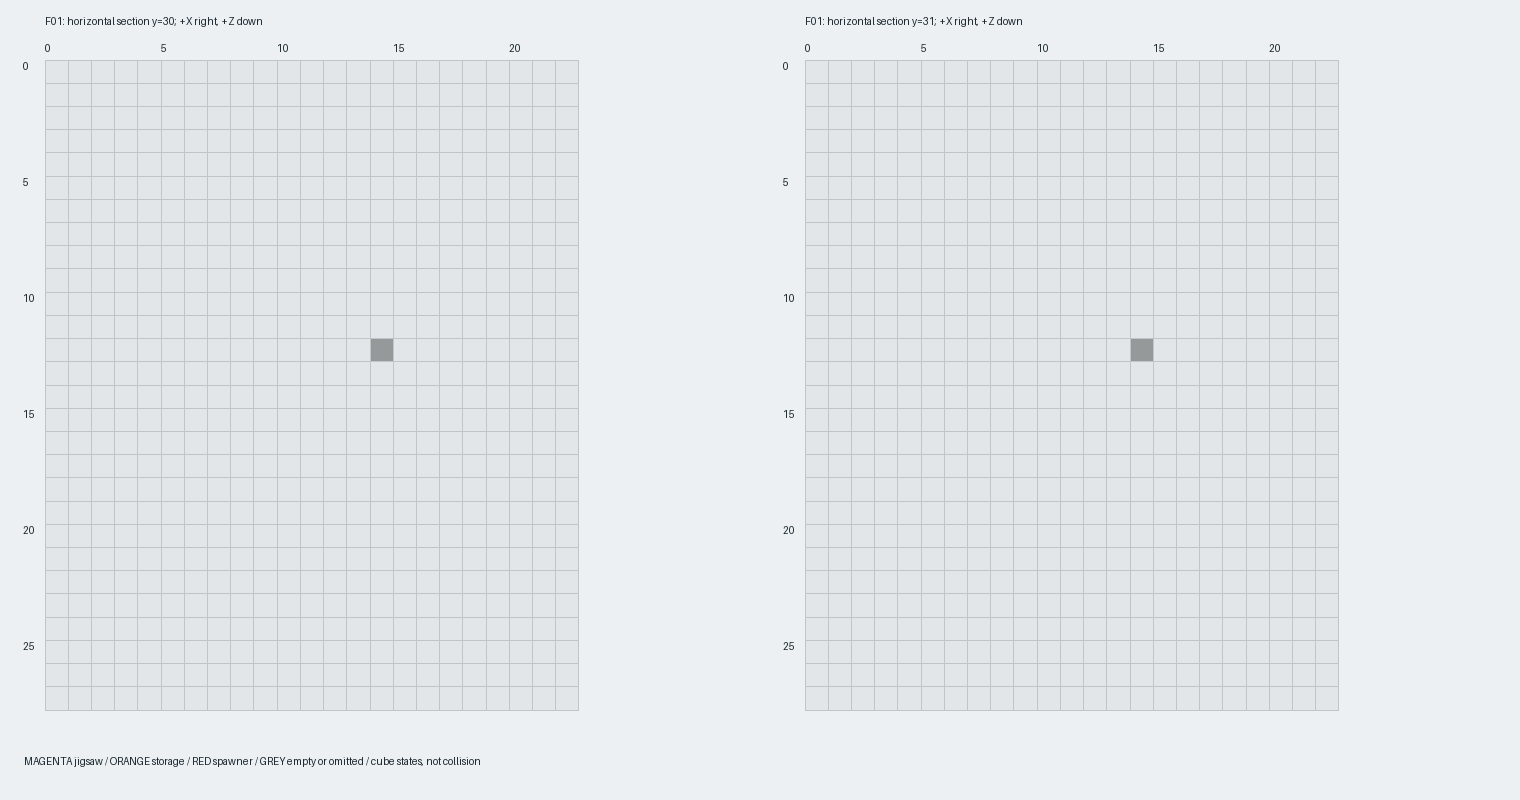 F01: horizontal section y=30; +X right, +Z down
0 5 10 15 20
0
5
10
15
20
25
F01: horizontal section y=31; +X right, +Z down
0 5 10 15 20
0
5
10
15
20
25
MAGENTA jigsaw / ORANGE storage / RED spawner / GREY empty or omitted / cube states, not collision